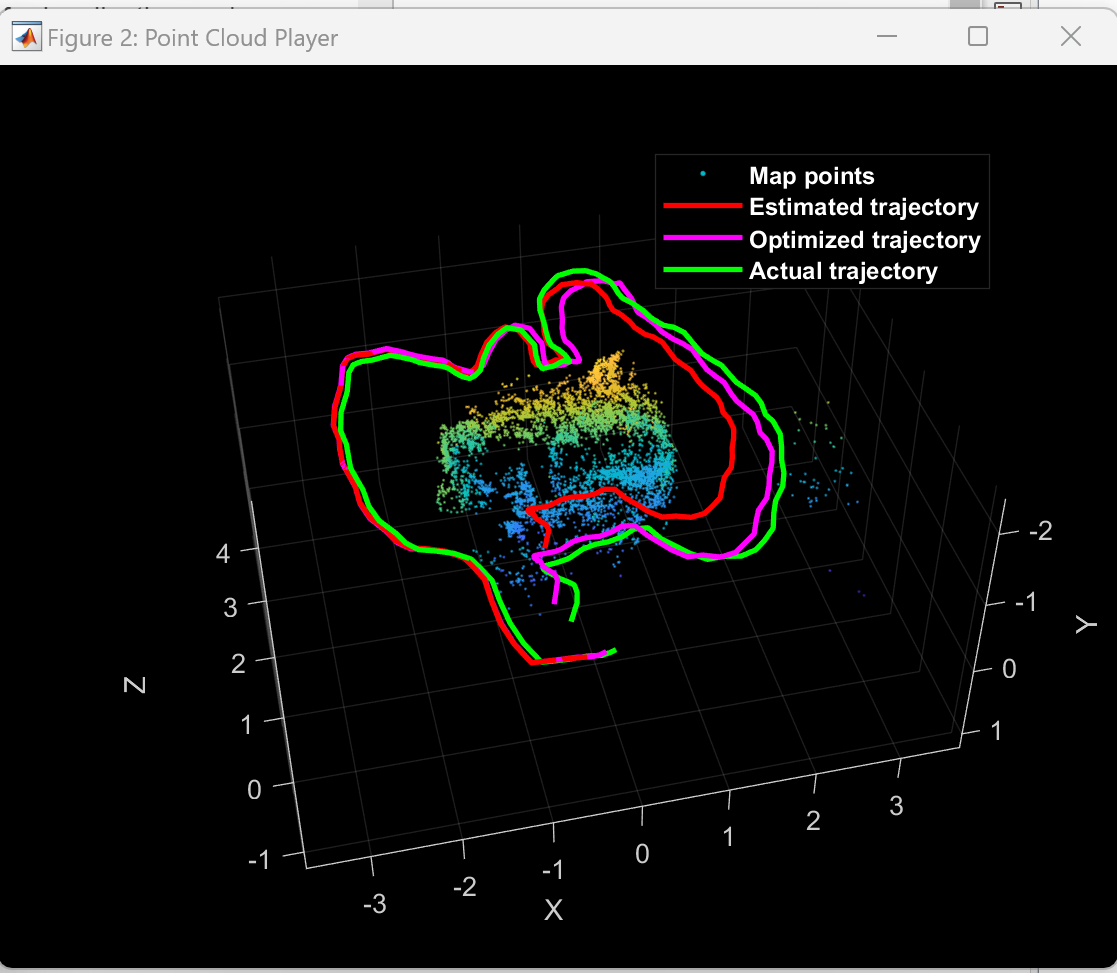 Figure 2: Point Cloud Player
Map points
Estimated trajectory
Optimized trajectory
Actual trajectory
4
3
2
1
0
-1
Z
-2
-1
0
1
Y
-3
-2
-1
0
1
2
3
X